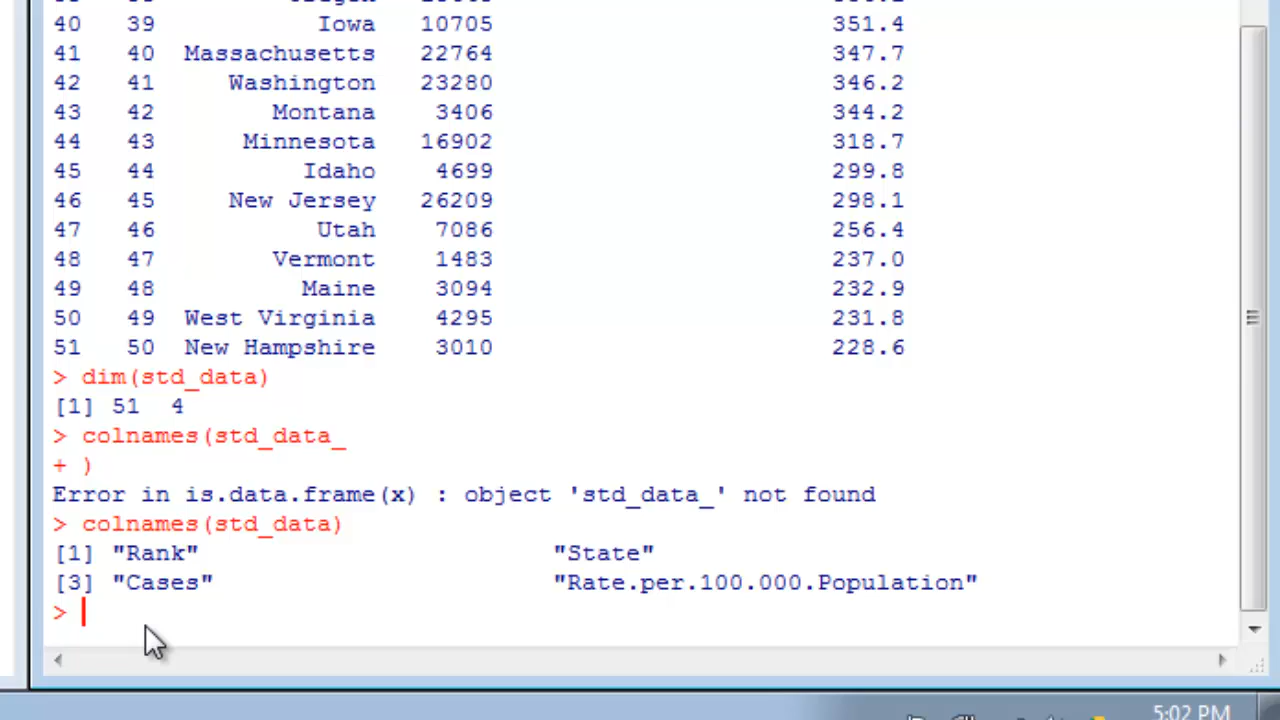 40 39 Iowa 10705 351.4
41 40 Massachusetts 22764 347.7
42 41 Washington 23280 346.2
43 42 Montana 3406 344.2
44 43 Minnesota 16902 318.7
45 44 Idaho 4699 299.8
46 45 New Jersey 26209 298.1
47 46 Utah 7086 256.4
48 47 Vermont 1483 237.0
49 48 Maine 3094 232.9
50 49 West Virginia 4295 231.8
51 50 New Hampshire 3010 228.6
> dim(std_data)
[1] 51 4
> colnames(std_data_
+ )
Error in is.data.frame(x) : object 'std_data_' not found
> colnames(std_data)
[1] "Rank" "State"
[3] "Cases" "Rate.per.100.000.Population"
>
5:02 PM